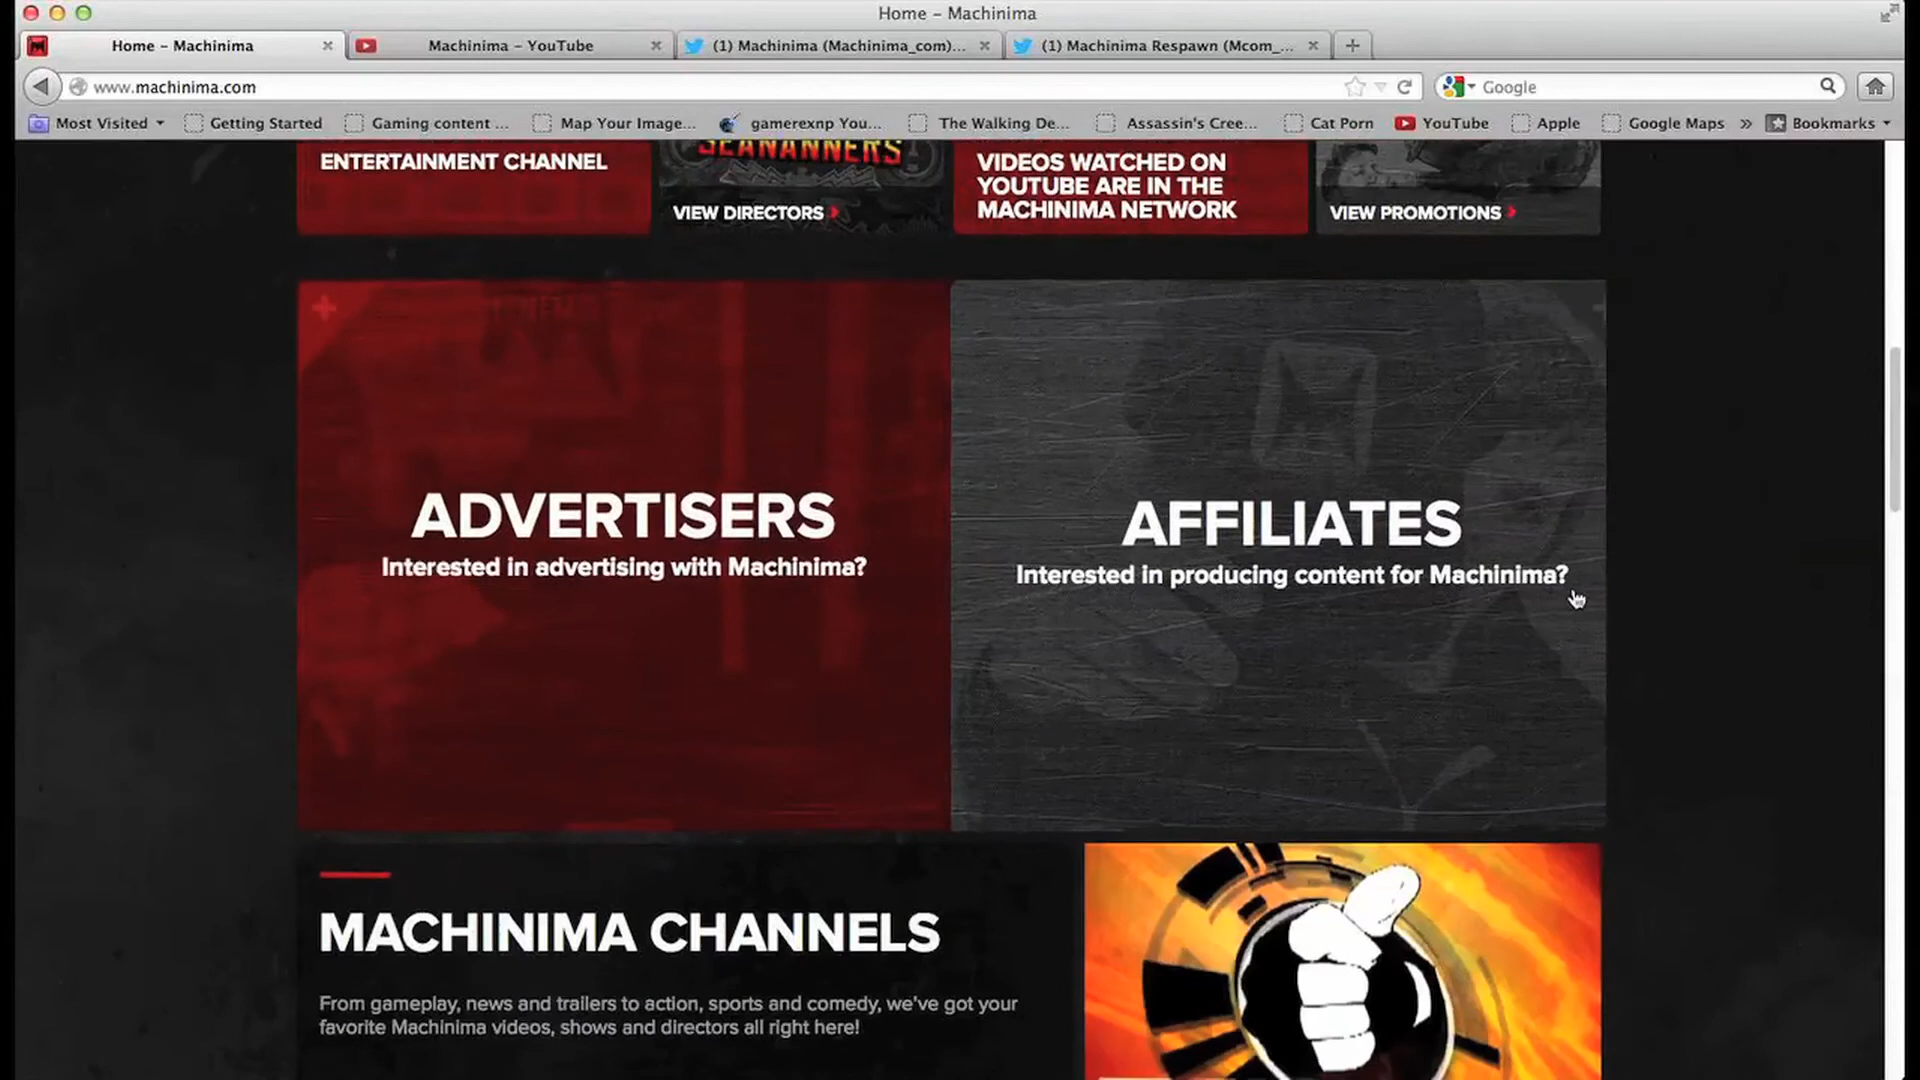 Home – Machinima
Home – Machinima
Machinima – YouTube
(1) Machinima (Machinima_com)...
(1) Machinima Respawn (Mcom_...
www.machinima.com
Google
Most Visited
Getting Started
Gaming content ...
Map Your Image...
gamerexnp You...
The Walking De...
Assassin's Cree...
Cat Porn
YouTube
Apple
Google Maps
»
Bookmarks
ENTERTAINMENT CHANNEL
SEANANNERS
VIEW DIRECTORS
VIDEOS WATCHED ON
YOUTUBE ARE IN THE
MACHINIMA NETWORK
VIEW PROMOTIONS
ADVERTISERS
Interested in advertising with Machinima?
AFFILIATES
Interested in producing content for Machinima?
MACHINIMA CHANNELS
From gameplay, news and trailers to action, sports and comedy, we've got your
favorite Machinima videos, shows and directors all right here!